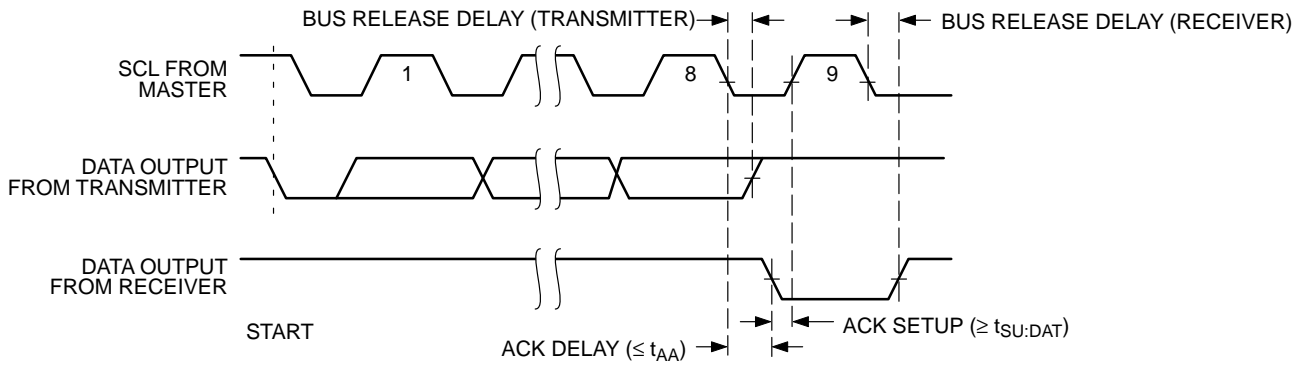 BUS RELEASE DELAY (TRANSMITTER)
BUS RELEASE DELAY (RECEIVER)
SCL FROM
MASTER
1
8
9
DATA OUTPUT
FROM TRANSMITTER
DATA OUTPUT
FROM RECEIVER
START
ACK SETUP (≥ tSU:DAT)
ACK DELAY (≤ tAA)